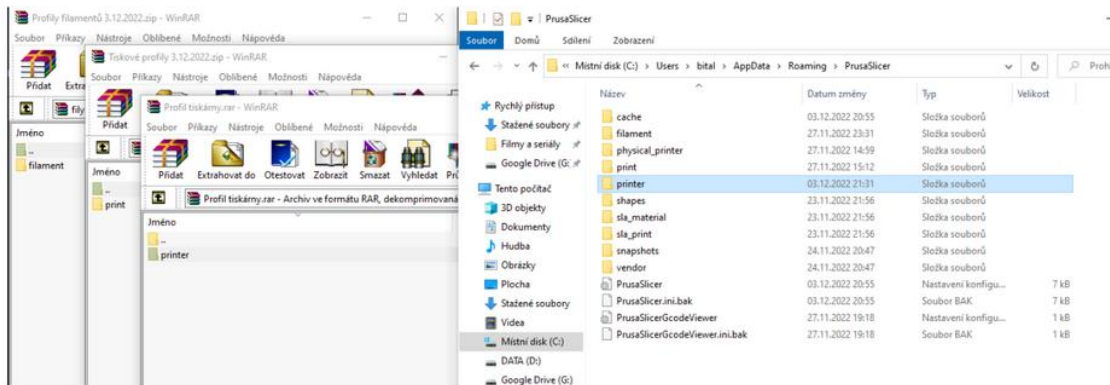 Profily filamentů 3.12.2022.zip - WinRAR
Soubor Příkazy Nástroje Oblíbené Možnosti Nápověda
Přidat Extra
fily
Jméno
..
filament
Tiskové profily 3.12.2022.zip - WinRAR
Soubor Příkazy Nástroje Oblíbené Možnosti Nápověda
Přidat
Jméno
..
print
Profil tiskárny.rar - WinRAR
Soubor Příkazy Nástroje Oblíbené Možnosti Nápověda
Přidat Extrahovat do Otestovat Zobrazit Smazat Vyhledat Prů
Profil tiskárny.rar - Archiv ve formátu RAR, dekomprimovaná
Jméno
..
printer
PrusaSlicer
Soubor Domů Sdílení Zobrazení
« Místní disk (C:) › Users › bital › AppData › Roaming › PrusaSlicer
Proh
Rychlý přístup
Stažené soubory
Filmy a seriály
Google Drive (G:
Tento počítač
3D objekty
Dokumenty
Hudba
Obrázky
Plocha
Stažené soubory
Videa
Místní disk (C:)
DATA (D:)
Google Drive (G:)
Název Datum změny Typ Velikost
cache 03.12.2022 20:55 Složka souborů
filament 27.11.2022 23:31 Složka souborů
physical_printer 27.11.2022 14:59 Složka souborů
print 27.11.2022 15:12 Složka souborů
printer 03.12.2022 21:31 Složka souborů
shapes 23.11.2022 21:56 Složka souborů
sla_material 23.11.2022 21:56 Složka souborů
sla_print 23.11.2022 21:56 Složka souborů
snapshots 24.11.2022 20:47 Složka souborů
vendor 24.11.2022 20:47 Složka souborů
PrusaSlicer 03.12.2022 20:55 Nastavení konfigu... 7 kB
PrusaSlicer.ini.bak 03.12.2022 20:55 Soubor BAK 7 kB
PrusaSlicerGcodeViewer 27.11.2022 19:18 Nastavení konfigu... 1 kB
PrusaSlicerGcodeViewer.ini.bak 27.11.2022 19:18 Soubor BAK 1 kB